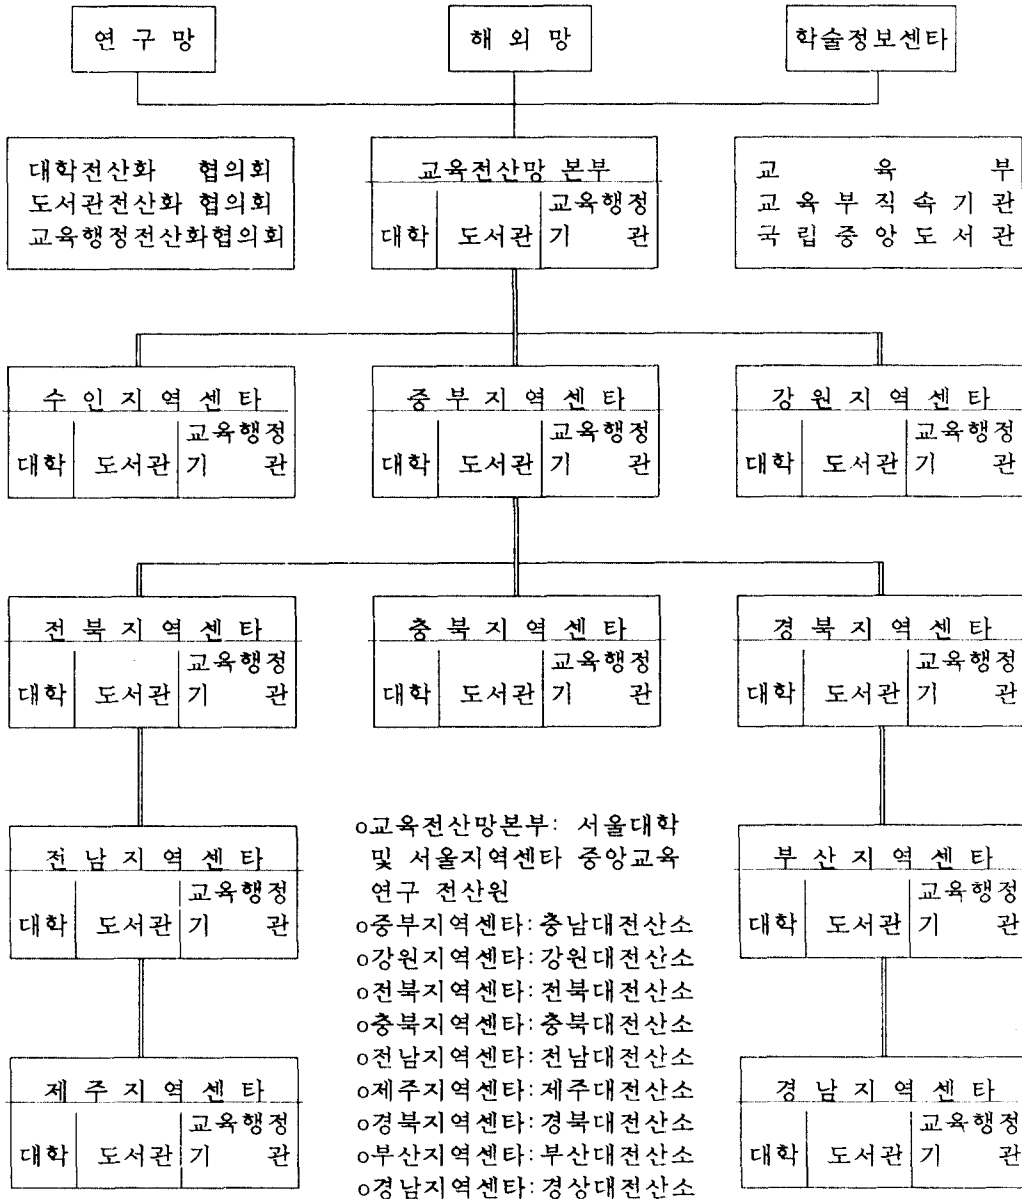 연 구 망
해 외 망
학술정보센타
대학전산화 협의회
도서관전산화 협의회
교육행정전산화협의회
교육전산망 본부
대학 도서관 교육행정
기 관
교 육 부
교 육 부 직 속 기 관
국 립 중 앙 도 서 관
수 인 지 역 센 타
대학 도서관 교육행정
기 관
중 부 지 역 센 타
대학 도서관 교육행정
기 관
강 원 지 역 센 타
대학 도서관 교육행정
기 관
전 북 지 역 센 타
대학 도서관 교육행정
기 관
충 북 지 역 센 타
대학 도서관 교육행정
기 관
경 북 지 역 센 타
대학 도서관 교육행정
기 관
전 남 지 역 센 타
대학 도서관 교육행정
기 관
부 산 지 역 센 타
대학 도서관 교육행정
기 관
제 주 지 역 센 타
대학 도서관 교육행정
기 관
경 남 지 역 센 타
대학 도서관 교육행정
기 관
o교육전산망본부: 서울대학
및 서울지역센타 중앙교육
연구 전산원
o중부지역센타:충남대전산소
o강원지역센타:강원대전산소
o전북지역센타:전북대전산소
o충북지역센타:충북대전산소
o전남지역센타:전남대전산소
o제주지역센타:제주대전산소
o경북지역센타:경북대전산소
o부산지역센타:부산대전산소
o경남지역센타:경상대전산소